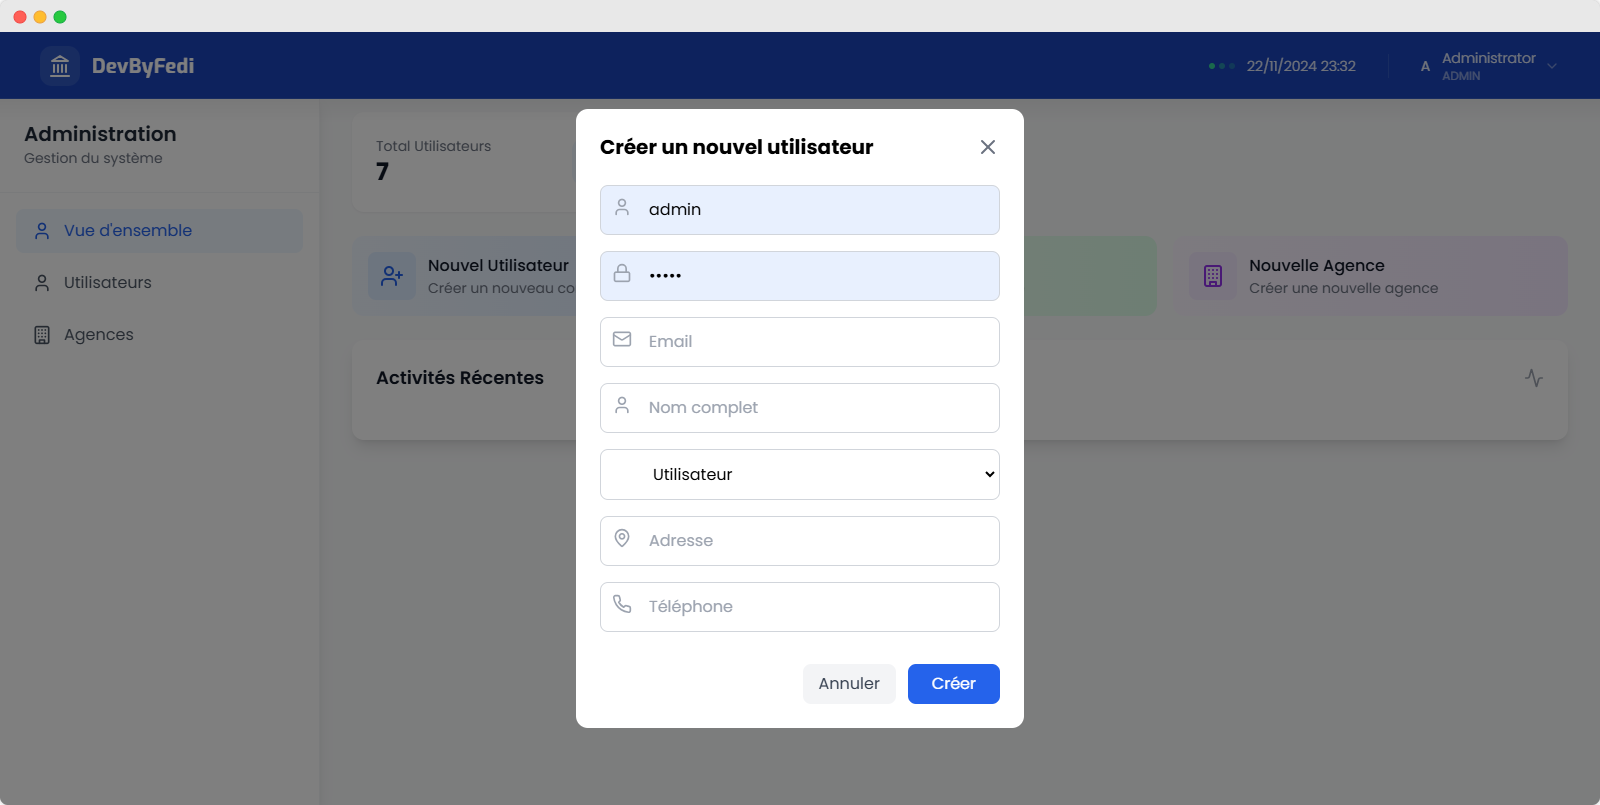 DevByFedi
22/11/2024 23:32
A
Administrator
ADMIN
Administration
Gestion du système
Vue d'ensemble
Utilisateurs
Agences
Total Utilisateurs
7
Nouvel Utilisateur
Créer un nouveau co
Nouvelle Agence
Créer une nouvelle agence
Activités Récentes
Créer un nouvel utilisateur
admin
•••••
Email
Nom complet
Utilisateur
Adresse
Téléphone
Annuler
Créer